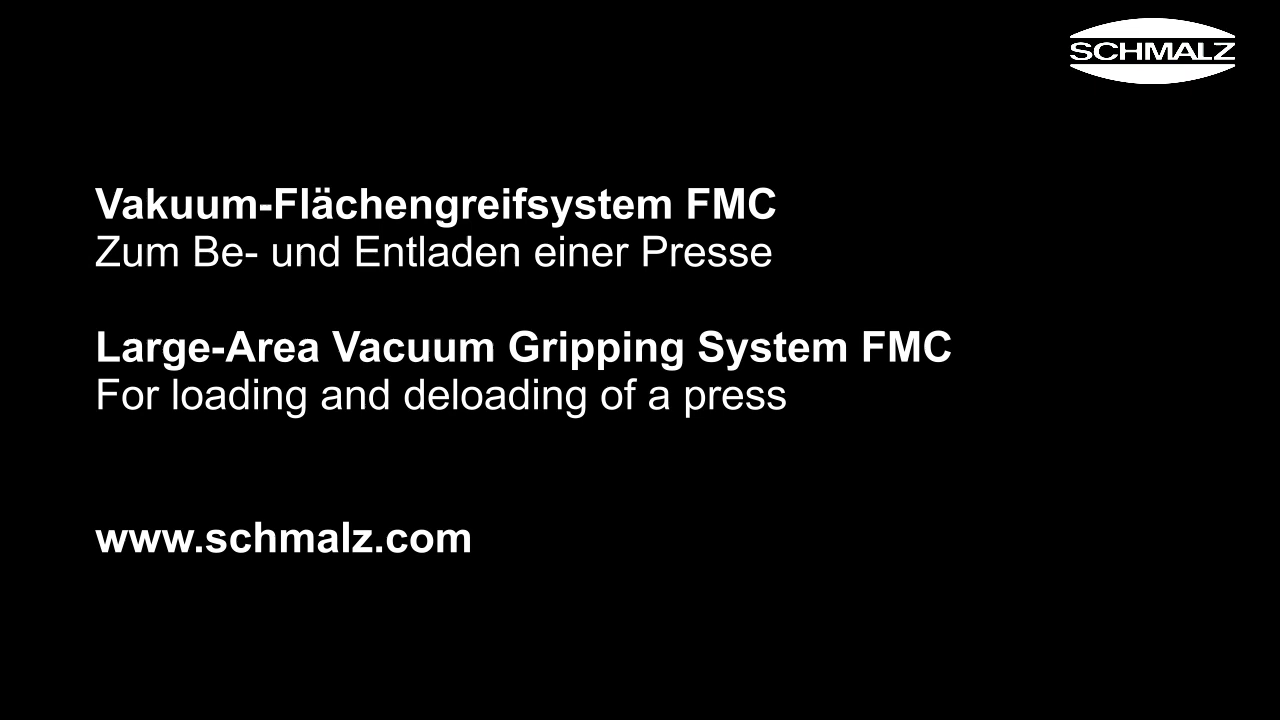 SCHMALZ
Vakuum-Flächengreifsystem FMC
Zum Be- und Entladen einer Presse
Large-Area Vacuum Gripping System FMC
For loading and deloading of a press
www.schmalz.com